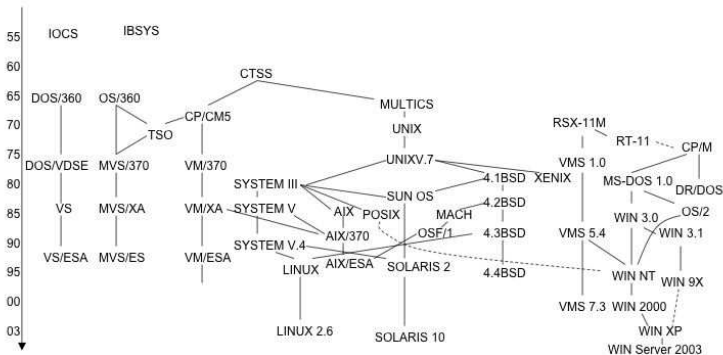 IOCS
IBSYS
55
60
CTSS
65
DOS/360
OS/360
MULTICS
CP/CM5
RSX-11M
70
TSO
UNIX
RT-11
CP/M
75
DOS/VDSE
MVS/370
VM/370
UNIXV.7
VMS 1.0
80
SYSTEM III
4.1BSD
XENIX
MS-DOS 1.0
DR/DOS
SUN OS
85
VS
MVS/XA
VM/XA
SYSTEM V
AIX
POSIX
MACH
4.2BSD
OS/2
WIN 3.0
90
AIX/370
OSF/1
4.3BSD
VMS 5.4
WIN 3.1
SYSTEM V.4
95
VS/ESA
MVS/ES
VM/ESA
AIX/ESA
LINUX
SOLARIS 2
4.4BSD
WIN NT
WIN 9X
00
VMS 7.3
WIN 2000
03
LINUX 2.6
SOLARIS 10
WIN XP
WIN Server 2003